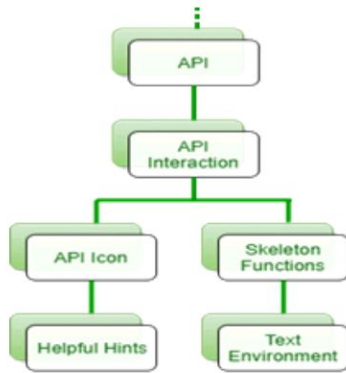 API
API
Interaction
API Icon
Skeleton
Functions
Helpful Hints
Text
Environment